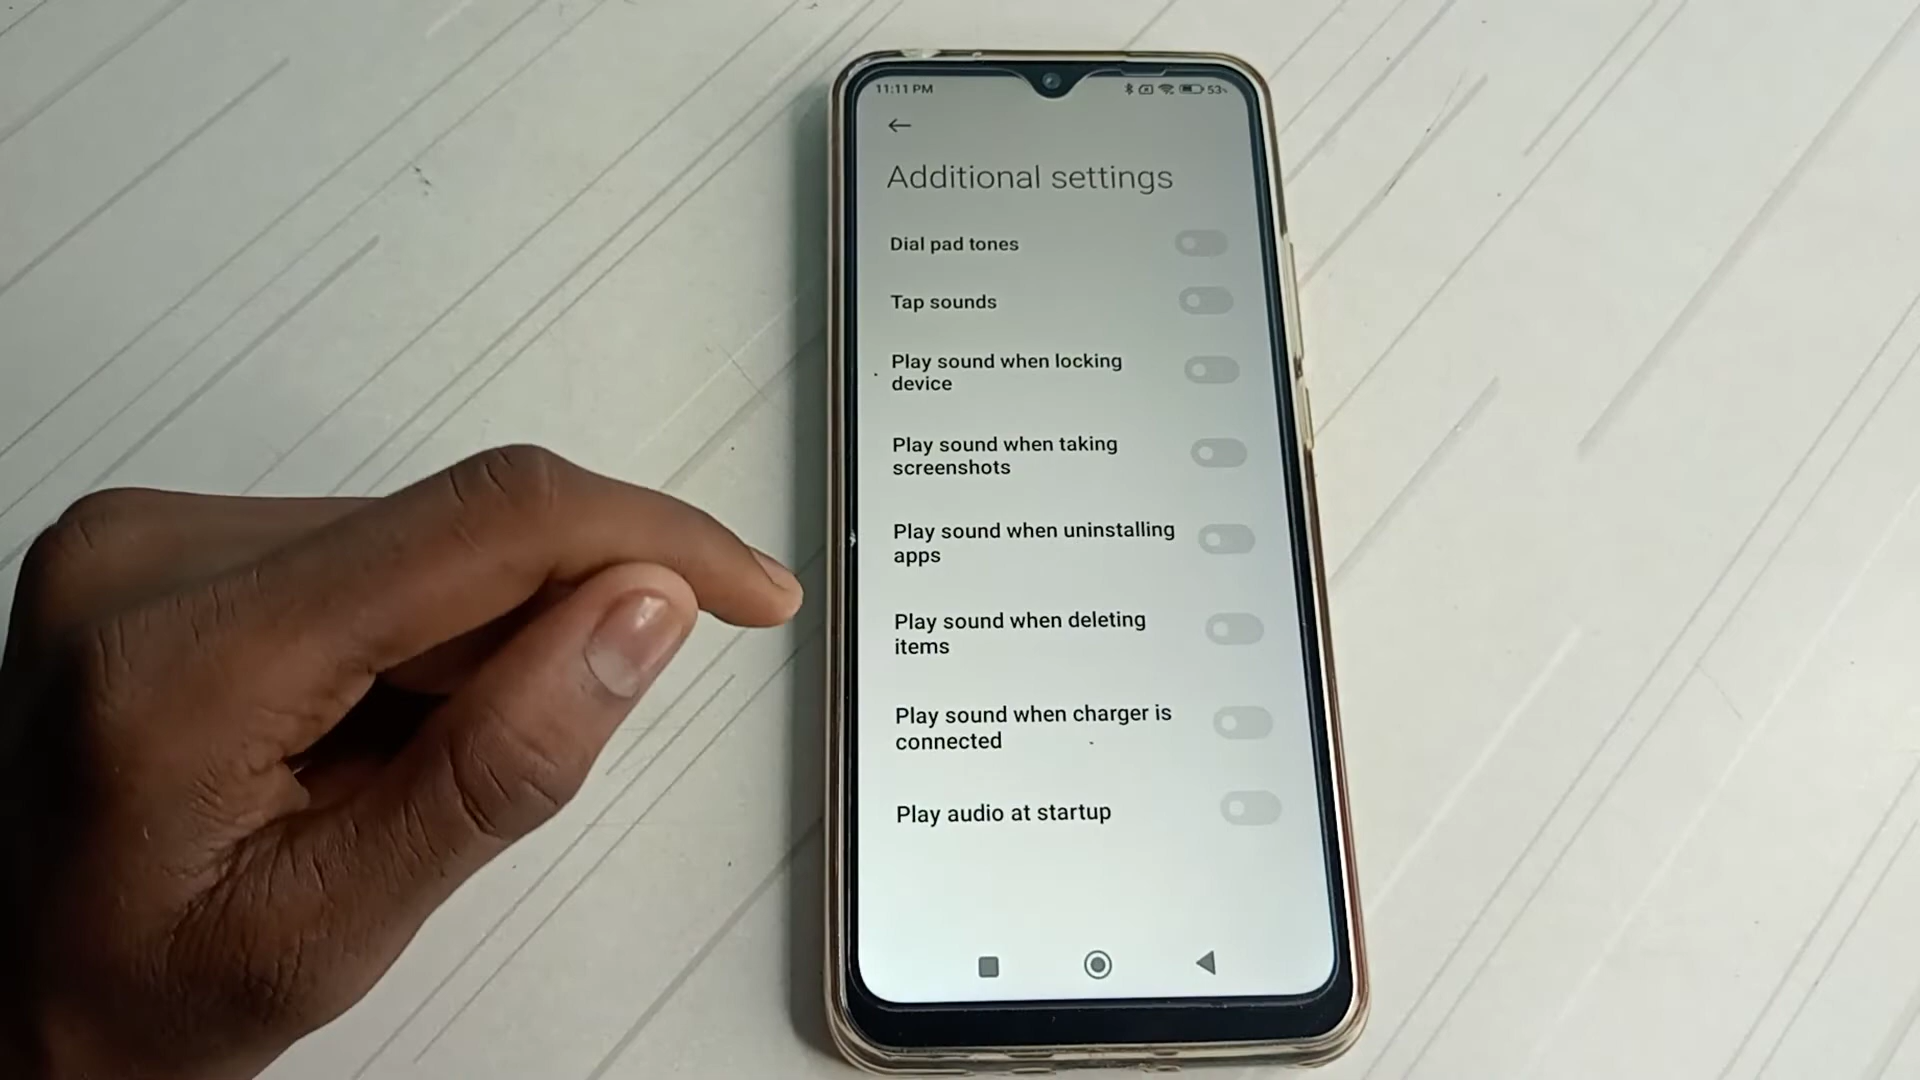 11:11 PM 53%
Additional settings
Dial pad tones
Tap sounds
Play sound when locking
device
Play sound when taking
screenshots
Play sound when uninstalling
apps
Play sound when deleting
items
Play sound when charger is
connected
Play audio at startup